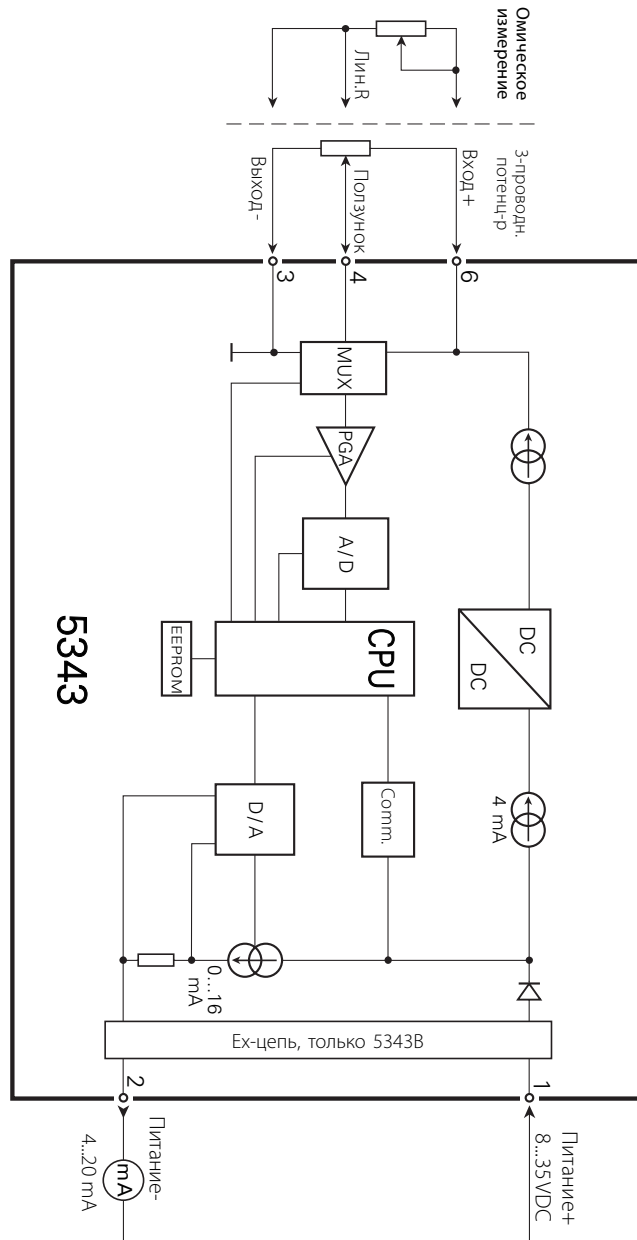 Омическое
измерение
Лин.R
3-проводн.
потенц-р
Вход+
Ползунок
Выход-
3
4
6
MUX
PGA
A/D
CPU
EEPROM
5343
DC
DC
D/A
Comm.
4 mA
0...16
mA
Ex-цепь, только 5343B
2
1
Питание-
4...20 mA
mA
Питание+
8...35VDC